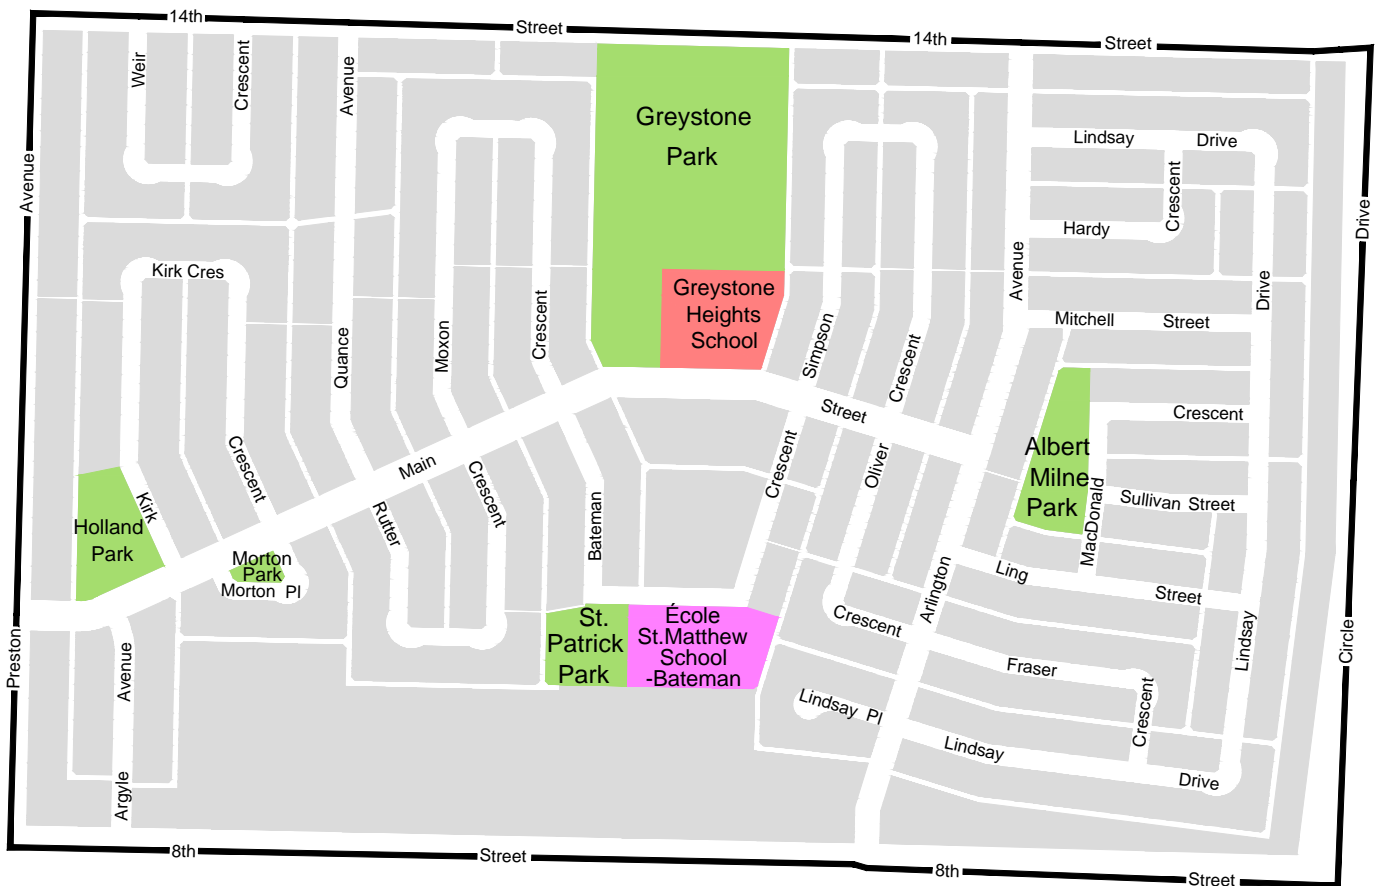 14th
Street
14th
Street
Weir
Crescent
Avenue
Avenue
Greystone
Park
Lindsay
Drive
Crescent
Hardy
Drive
Avenue
Kirk Cres
Crescent
Moxon
Quance
Greystone
Heights
School
Simpson
Crescent
Mitchell
Street
Drive
Street
Crescent
Crescent
Main
Crescent
Crescent
Oliver
Albert
Milne
Park
MacDonald
Sullivan Street
Kirk
Holland
Park
Rutter
Bateman
Morton
Park
Morton Pl
Arlington
Ling
Street
Crescent
Fraser
Crescent
Lindsay
Circle
St.
Patrick
Park
École
St.Matthew
School
-Bateman
Preston
Avenue
Argyle
Lindsay Pl
Lindsay
Drive
8th
Street
8th
Street